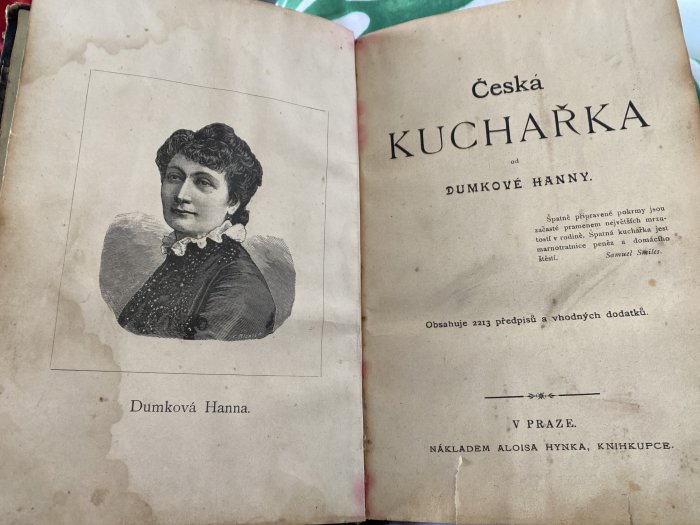 Dumková Hanna.
Česká
KUCHAŘKA
od
DUMKOVÉ HANNY.
Špatně připravené pokrmy jsou
začasté pramenem největších mrzu-
tostí v rodině. Špatná kuchařka jest
marnotratnice peněz a domácího
štěstí. Samuel Smiles.
Obsahuje 2213 předpisů a vhodných dodatků.
V PRAZE.
NÁKLADEM ALOISA HYNKA, KNIHKUPCE.